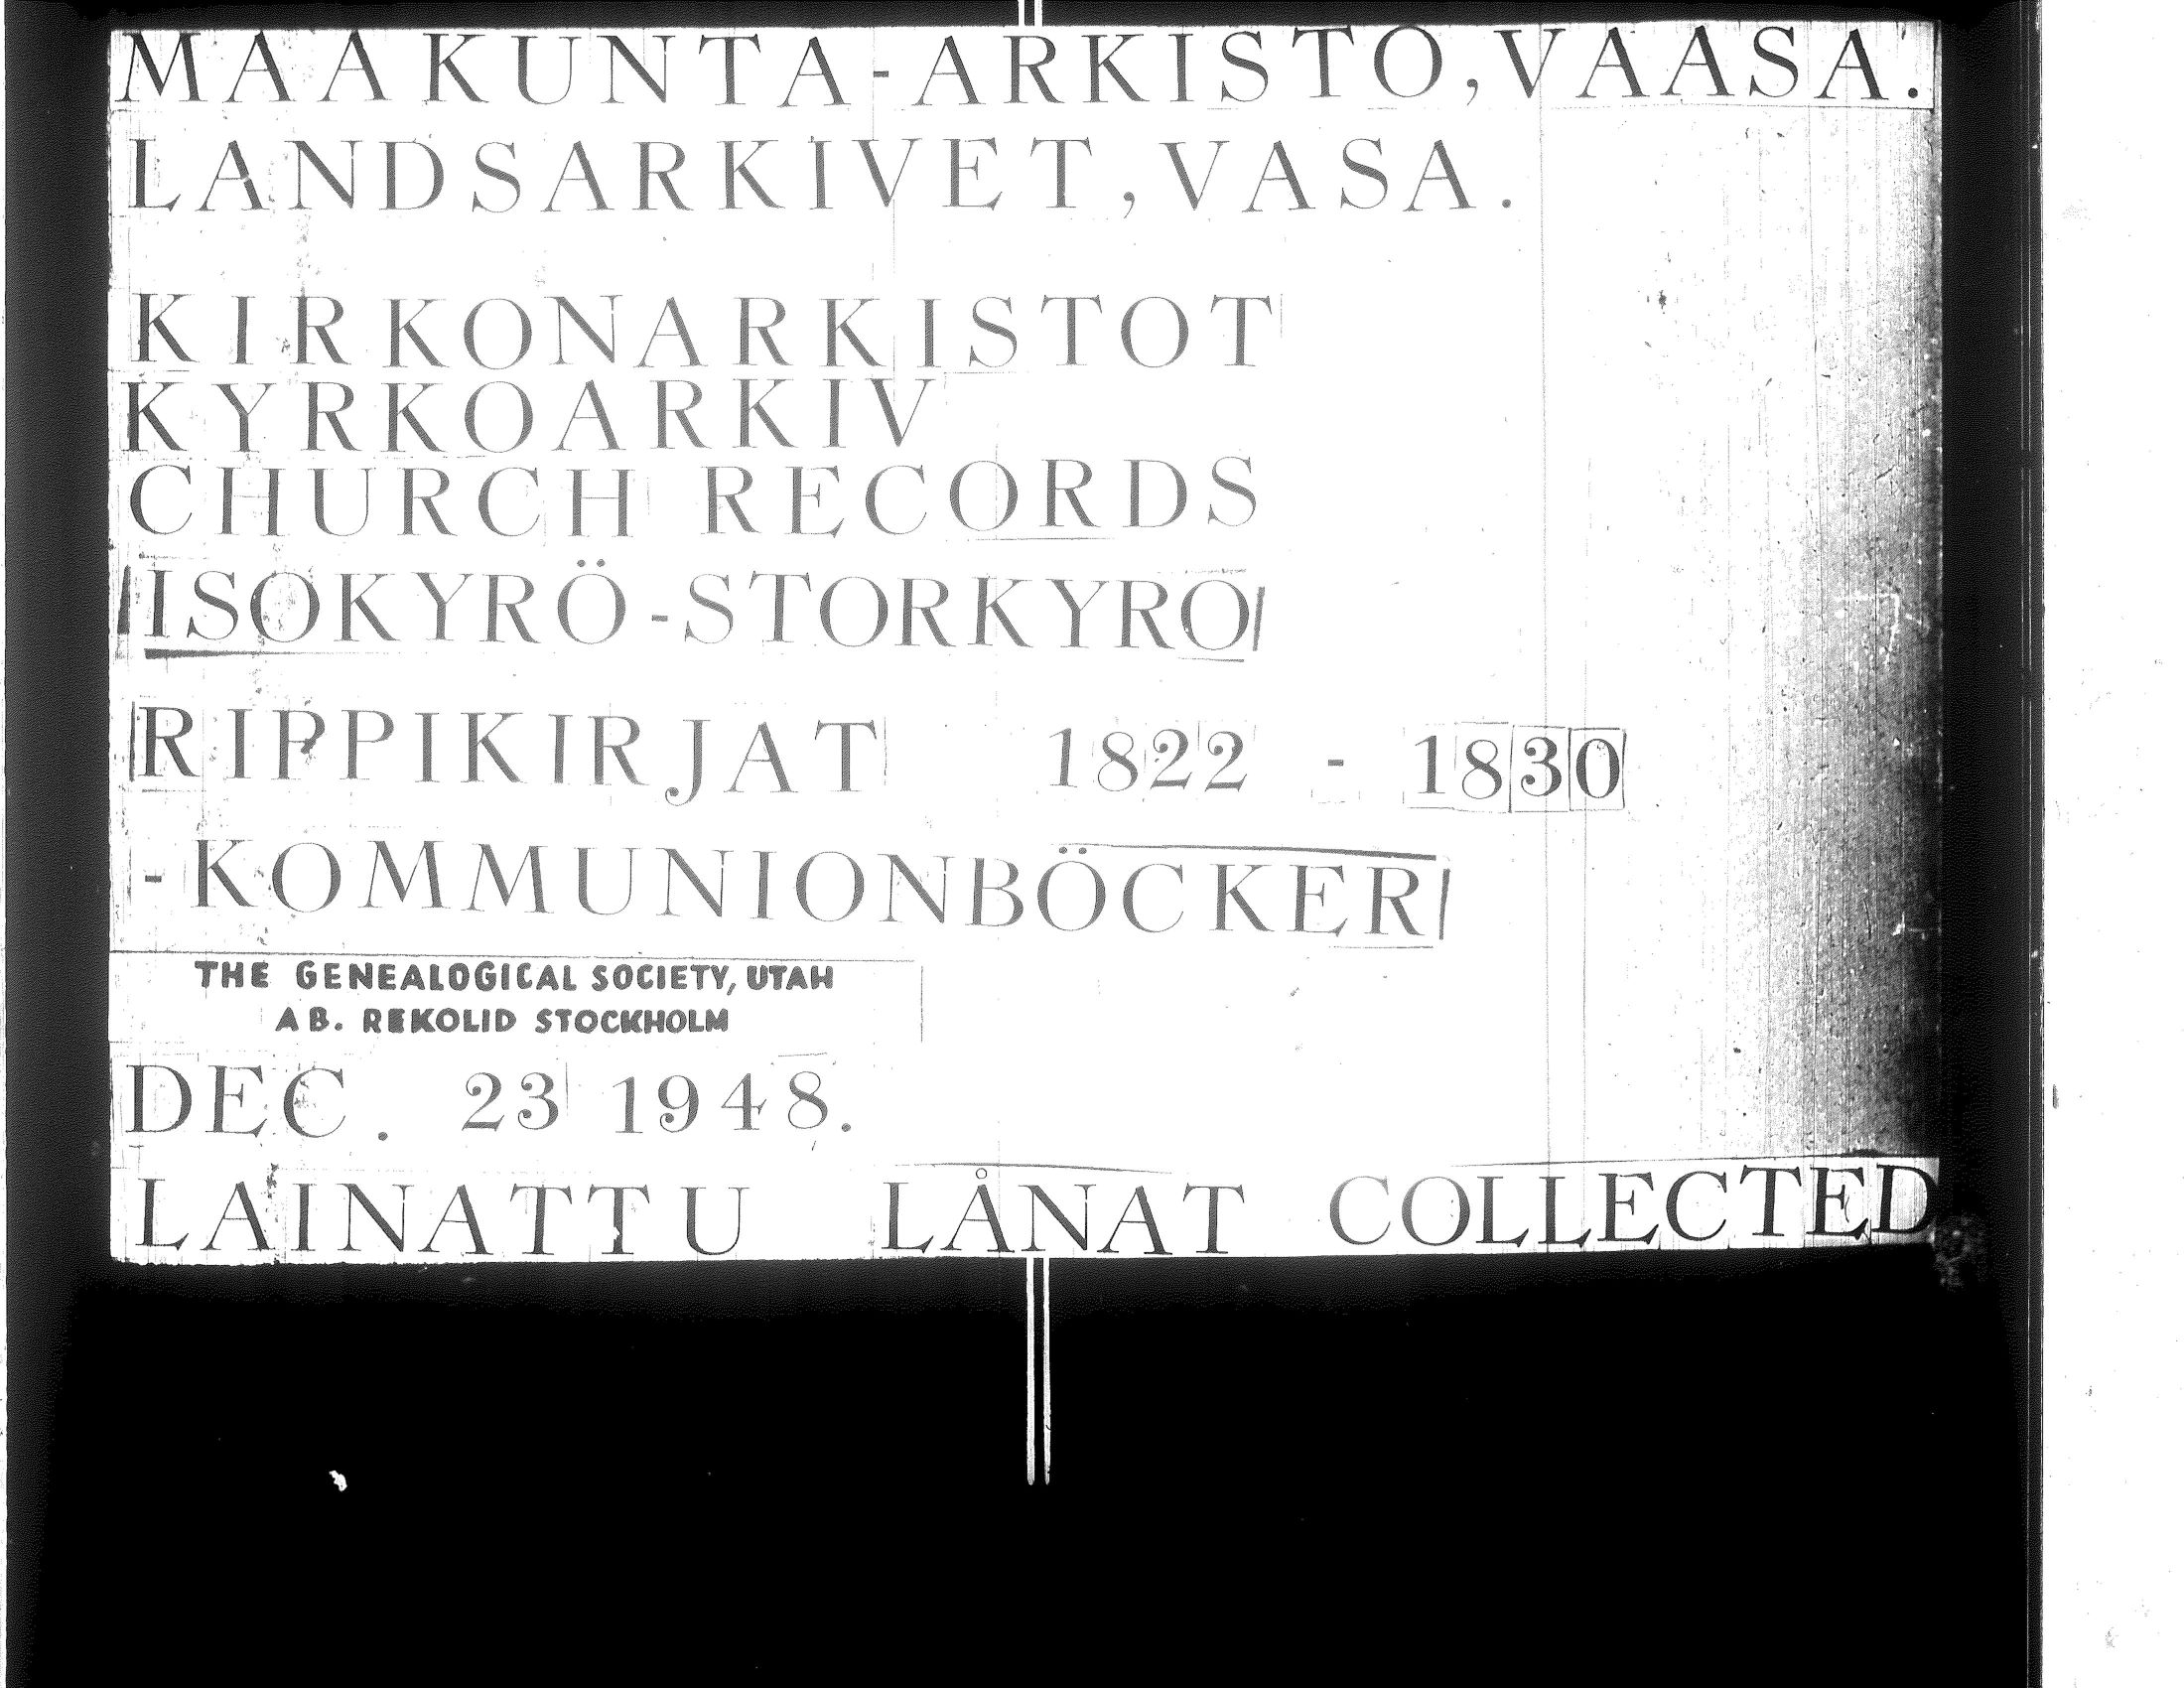 MAAKUNTA-ARKISTO, VAASA.
LANDSARKIVET, VASA.
KIRKONARKISTOT
KYRKOARKIV
CHURCH RECORDS
ISOKYRÖ-STORKYRO
RIPPIKIRJAT 1822 - 1830
-KOMMUNIONBÖCKER
THE GENEALOGICAL SOCIETY, UTAH
AB. REKOLID STOCKHOLM
DEC. 23 1948.
LAINATTU LÅNAT COLLECTED